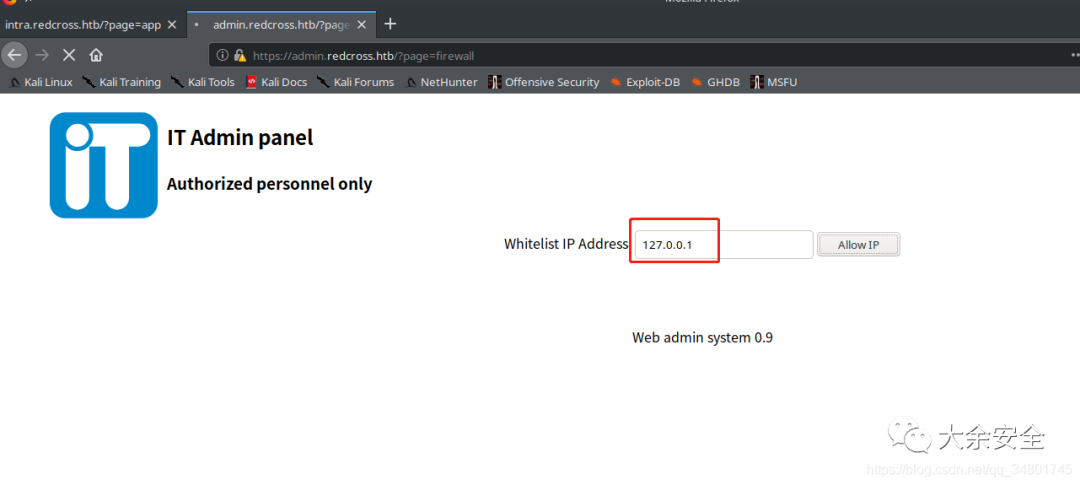 Mozilla Firefox
intra.redcross.htb/?page=app
admin.redcross.htb/?page
https://admin.redcross.htb/?page=firewall
Kali Linux Kali Training Kali Tools Kali Docs Kali Forums NetHunter Offensive Security Exploit-DB GHDB MSFU
iT
IT Admin panel
Authorized personnel only
Whitelist IP Address 127.0.0.1 Allow IP
Web admin system 0.9
大余安全
https://blog.csdn.net/qq_34801745